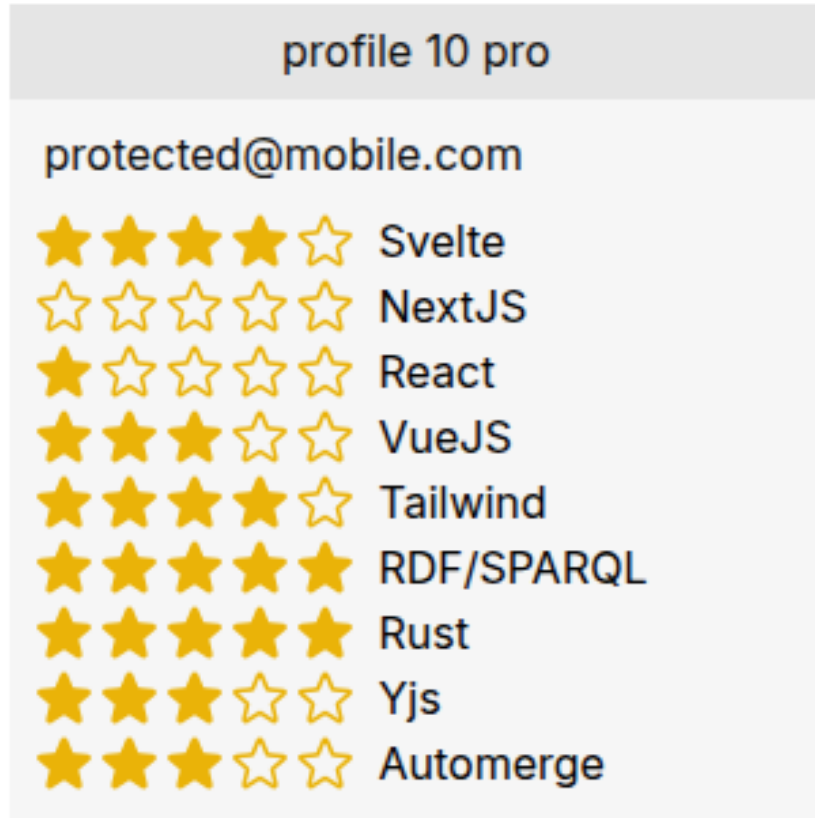 profile 10 pro
protected@mobile.com
Svelte
NextJS
React
VueJS
Tailwind
RDF/SPARQL
Rust
Yjs
Automerge